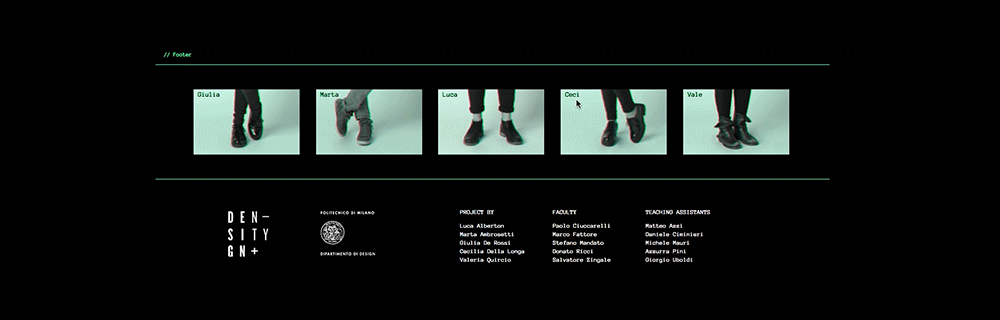 // Footer
Giulia
Marta
Luca
Ceci
Vale
DEN—
SITY
GN+
POLITECNICO DI MILANO
DIPARTIMENTO DI DESIGN
PROJECT BY
Luca Alberton
Marta Ambrosetti
Giulia De Rossi
Cecilia Della Longa
Valeria Quircio
FACULTY
Paolo Ciuccarelli
Marco Fattore
Stefano Mandato
Donato Ricci
Salvatore Zingale
TEACHING ASSISTANTS
Matteo Azzi
Daniele Ciminieri
Michele Mauri
Azzurra Pini
Giorgio Uboldi